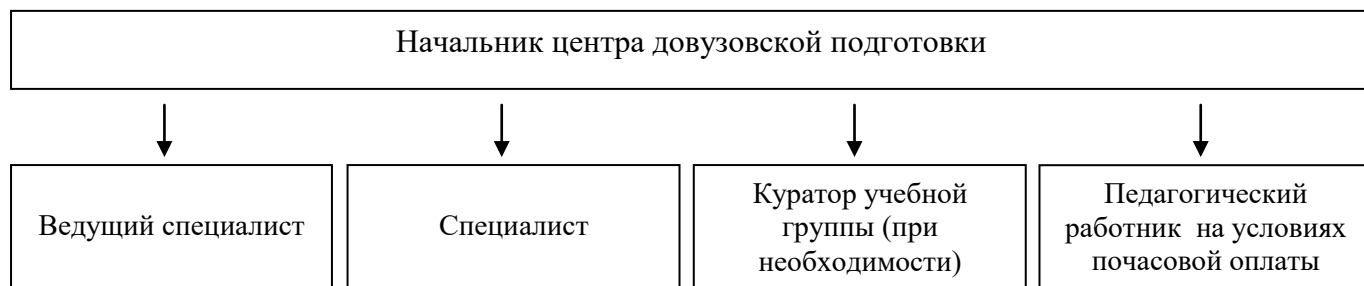 Начальник центра довузовской подготовки
Ведущий специалист
Специалист
Куратор учебной
группы (при
необходимости)
Педагогический
работник на условиях
почасовой оплаты